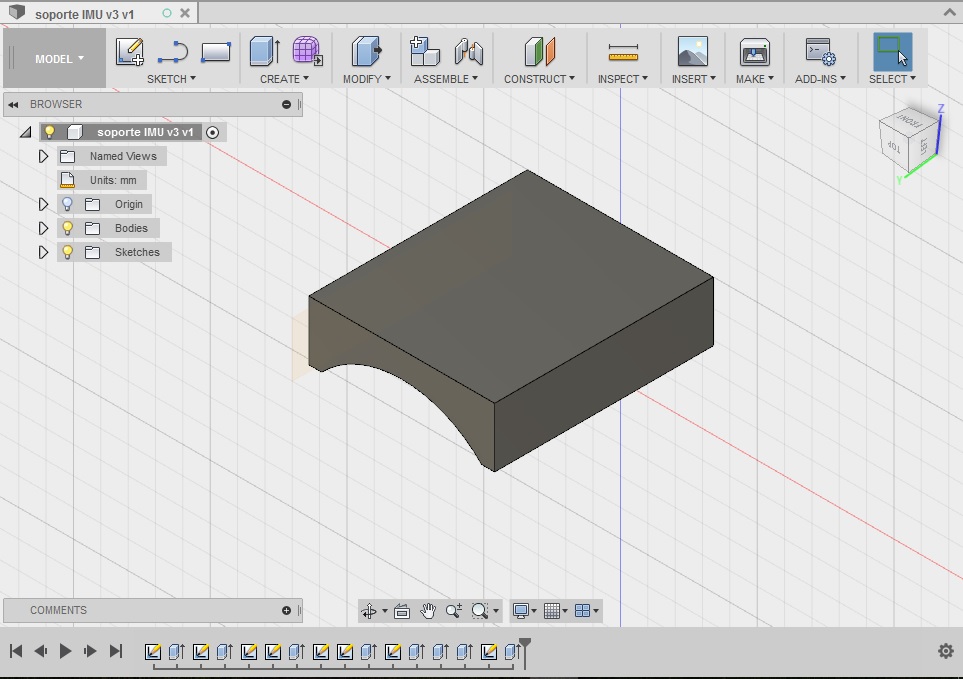 soporte IMU v3 v1
MODEL
SKETCH
CREATE
MODIFY
ASSEMBLE
CONSTRUCT
INSPECT
INSERT
MAKE
ADD-INS
SELECT
BROWSER
soporte IMU v3 v1
Named Views
Units: mm
Origin
Bodies
Sketches
Z
FRONT
TOP
Y
COMMENTS